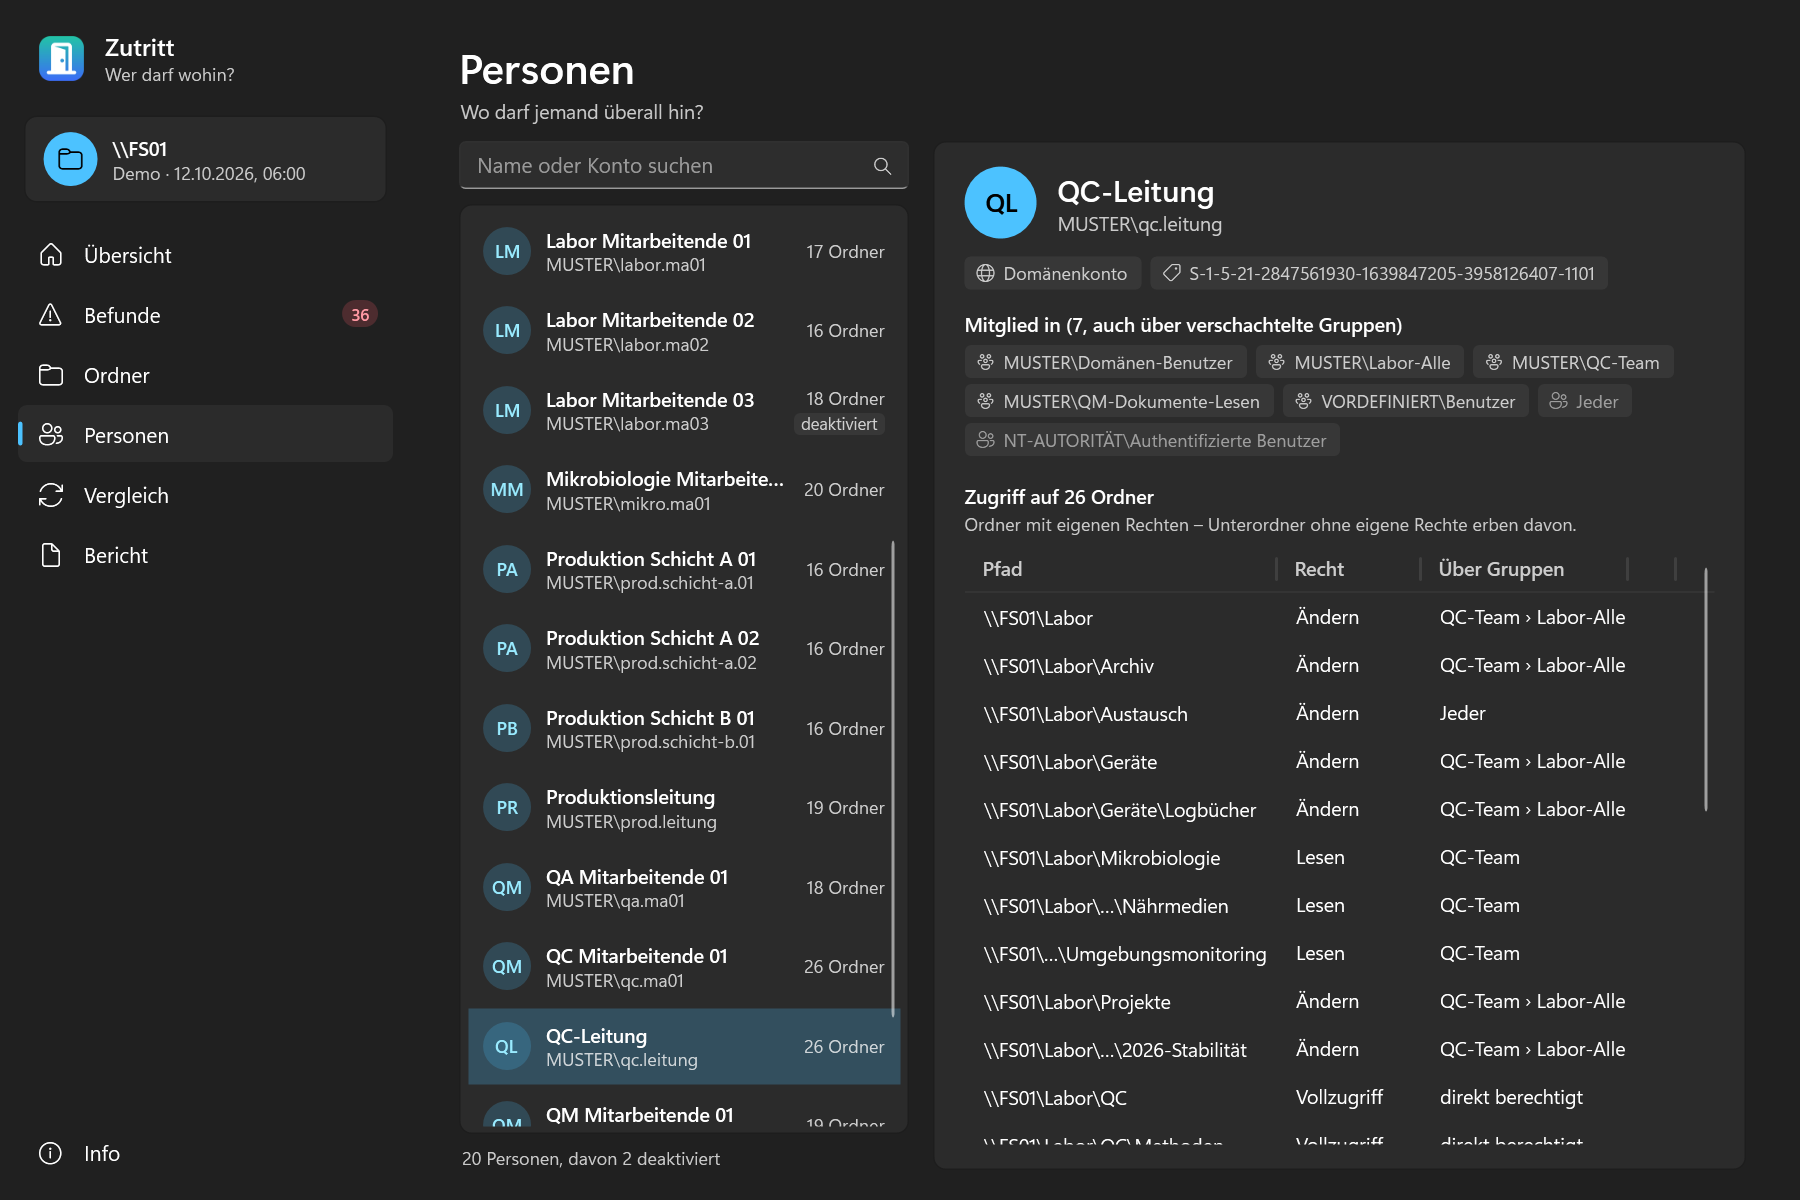 Zutritt
Wer darf wohin?
\\FS01
Demo · 12.10.2026, 06:00
Übersicht
Befunde
36
Ordner
Personen
Vergleich
Bericht
Info
Personen
Wo darf jemand überall hin?
Name oder Konto suchen
LM
Labor Mitarbeitende 01
MUSTER\labor.ma01
17 Ordner
LM
Labor Mitarbeitende 02
MUSTER\labor.ma02
16 Ordner
LM
Labor Mitarbeitende 03
MUSTER\labor.ma03
18 Ordner
deaktiviert
MM
Mikrobiologie Mitarbeite...
MUSTER\mikro.ma01
20 Ordner
PA
Produktion Schicht A 01
MUSTER\prod.schicht-a.01
16 Ordner
PA
Produktion Schicht A 02
MUSTER\prod.schicht-a.02
16 Ordner
PB
Produktion Schicht B 01
MUSTER\prod.schicht-b.01
16 Ordner
PR
Produktionsleitung
MUSTER\prod.leitung
19 Ordner
QM
QA Mitarbeitende 01
MUSTER\qa.ma01
18 Ordner
QM
QC Mitarbeitende 01
MUSTER\qc.ma01
26 Ordner
QL
QC-Leitung
MUSTER\qc.leitung
26 Ordner
QM
QM Mitarbeitende 01
19 Ordner
20 Personen, davon 2 deaktiviert
QL
QC-Leitung
MUSTER\qc.leitung
Domänenkonto
S-1-5-21-2847561930-1639847205-3958126407-1101
Mitglied in (7, auch über verschachtelte Gruppen)
MUSTER\Domänen-Benutzer
MUSTER\Labor-Alle
MUSTER\QC-Team
MUSTER\QM-Dokumente-Lesen
VORDEFINIERT\Benutzer
Jeder
NT-AUTORITÄT\Authentifizierte Benutzer
Zugriff auf 26 Ordner
Ordner mit eigenen Rechten – Unterordner ohne eigene Rechte erben davon.
Pfad Recht Über Gruppen
\\FS01\Labor Ändern QC-Team › Labor-Alle
\\FS01\Labor\Archiv Ändern QC-Team › Labor-Alle
\\FS01\Labor\Austausch Ändern Jeder
\\FS01\Labor\Geräte Ändern QC-Team › Labor-Alle
\\FS01\Labor\Geräte\Logbücher Ändern QC-Team › Labor-Alle
\\FS01\Labor\Mikrobiologie Lesen QC-Team
\\FS01\Labor\...\Nährmedien Lesen QC-Team
\\FS01\...\Umgebungsmonitoring Lesen QC-Team
\\FS01\Labor\Projekte Ändern QC-Team › Labor-Alle
\\FS01\Labor\...\2026-Stabilität Ändern QC-Team › Labor-Alle
\\FS01\Labor\QC Vollzugriff direkt berechtigt
\\FS01\Labor\QC\Methoden Vollzugriff direkt berechtigt